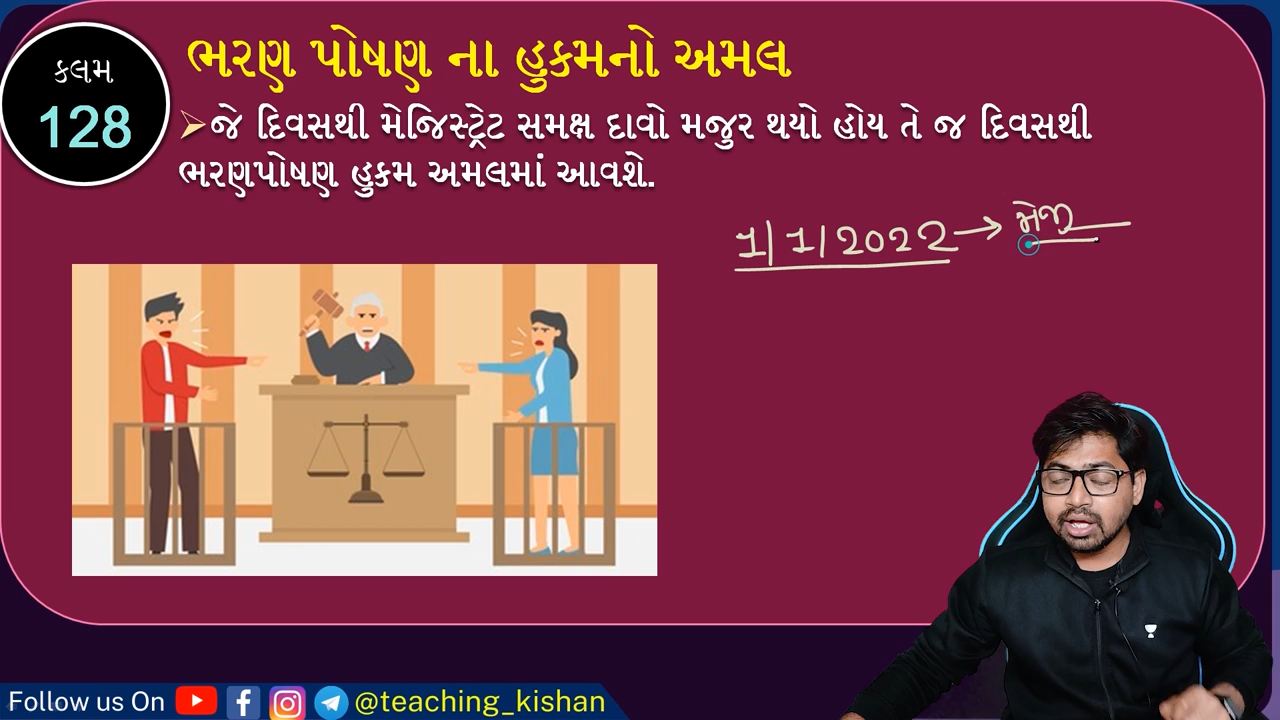 કલમ
128
ભરણ પોષણ ના હુકમનો અમલ
➢જે દિવસથી મેજિસ્ટ્રેટ સમક્ષ દાવો મજુર થયો હોય તે જ દિવસથી
ભરણપોષણ હુકમ અમલમાં આવશે.
1|1|2022 → મેજી
Follow us On @teaching_kishan